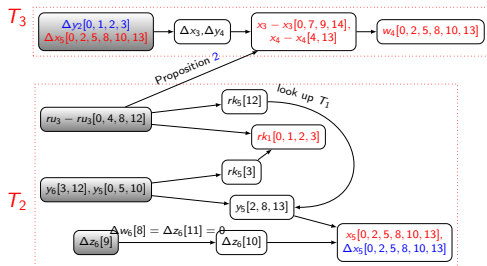 T₃
Δy₂[0, 1, 2, 3]
Δx₅[0, 2, 5, 8, 10, 13]
Δx₃, Δy₄
x₃ − x₃[0, 7, 9, 14],
x₄ − x₄[4, 13]
w₄[0, 2, 5, 8, 10, 13]
Proposition 2
T₂
ru₃ − ru₃[0, 4, 8, 12]
rk₅[12]
look up T₁
rk₁[0, 1, 2, 3]
rk₅[3]
y₆[3, 12], y₅[0, 5, 10]
y₅[2, 8, 13]
Δz₆[9]
Δw₆[8] = Δz₆[11] = 0
Δz₆[10]
x₅[0, 2, 5, 8, 10, 13],
Δx₅[0, 2, 5, 8, 10, 13]